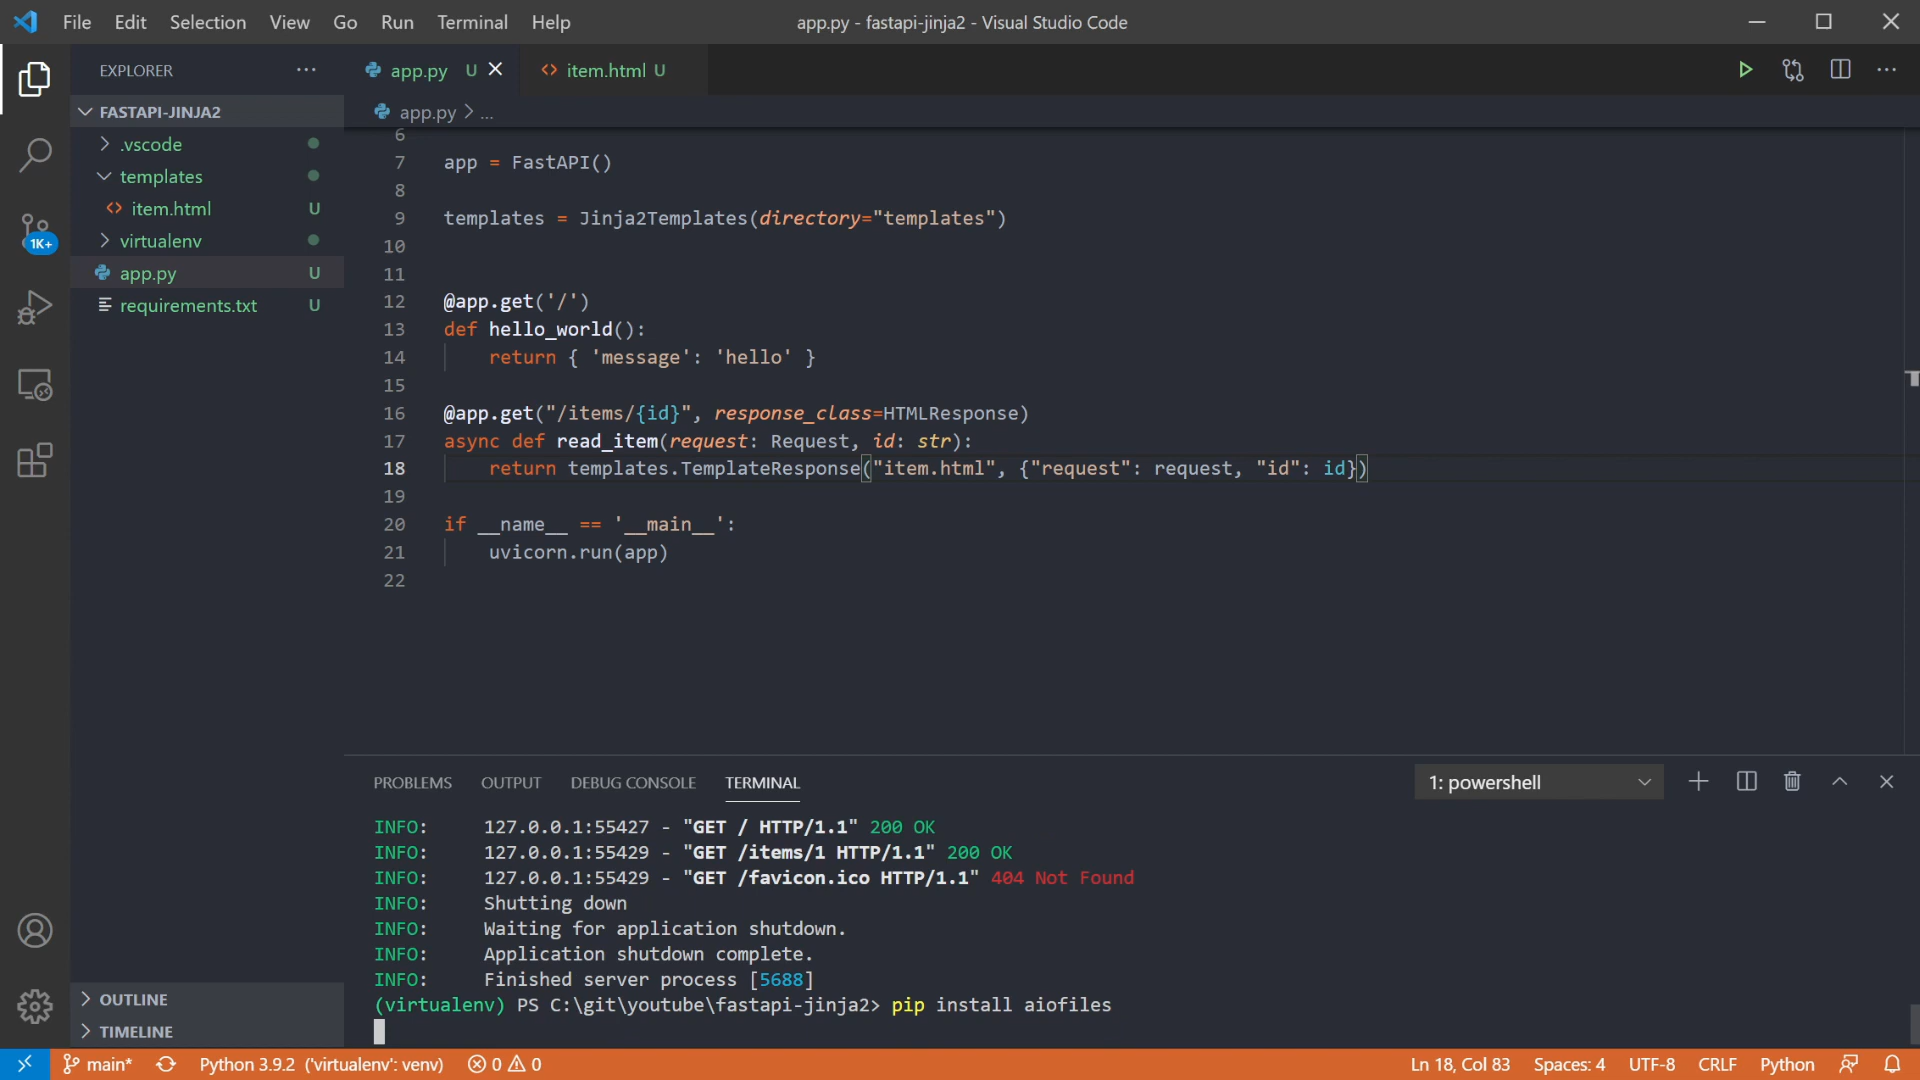 File Edit Selection View Go Run Terminal Help
app.py - fastapi-jinja2 - Visual Studio Code
EXPLORER ...
FASTAPI-JINJA2
.vscode
templates
item.html U
virtualenv
app.py U
requirements.txt U
OUTLINE
TIMELINE
1K+
app.py U
item.html U
app.py > ...
6
7 app = FastAPI()
8
9 templates = Jinja2Templates(directory="templates")
10
11
12 @app.get('/')
13 def hello_world():
14 return { 'message': 'hello' }
15
16 @app.get("/items/{id}", response_class=HTMLResponse)
17 async def read_item(request: Request, id: str):
18 return templates.TemplateResponse("item.html", {"request": request, "id": id})
19
20 if __name__ == '__main__':
21 uvicorn.run(app)
22
PROBLEMS OUTPUT DEBUG CONSOLE TERMINAL
1: powershell
INFO: 127.0.0.1:55427 - "GET / HTTP/1.1" 200 OK
INFO: 127.0.0.1:55429 - "GET /items/1 HTTP/1.1" 200 OK
INFO: 127.0.0.1:55429 - "GET /favicon.ico HTTP/1.1" 404 Not Found
INFO: Shutting down
INFO: Waiting for application shutdown.
INFO: Application shutdown complete.
INFO: Finished server process [5688]
(virtualenv) PS C:\git\youtube\fastapi-jinja2> pip install aiofiles
main* Python 3.9.2 ('virtualenv': venv) 0 0
Ln 18, Col 83 Spaces: 4 UTF-8 CRLF Python